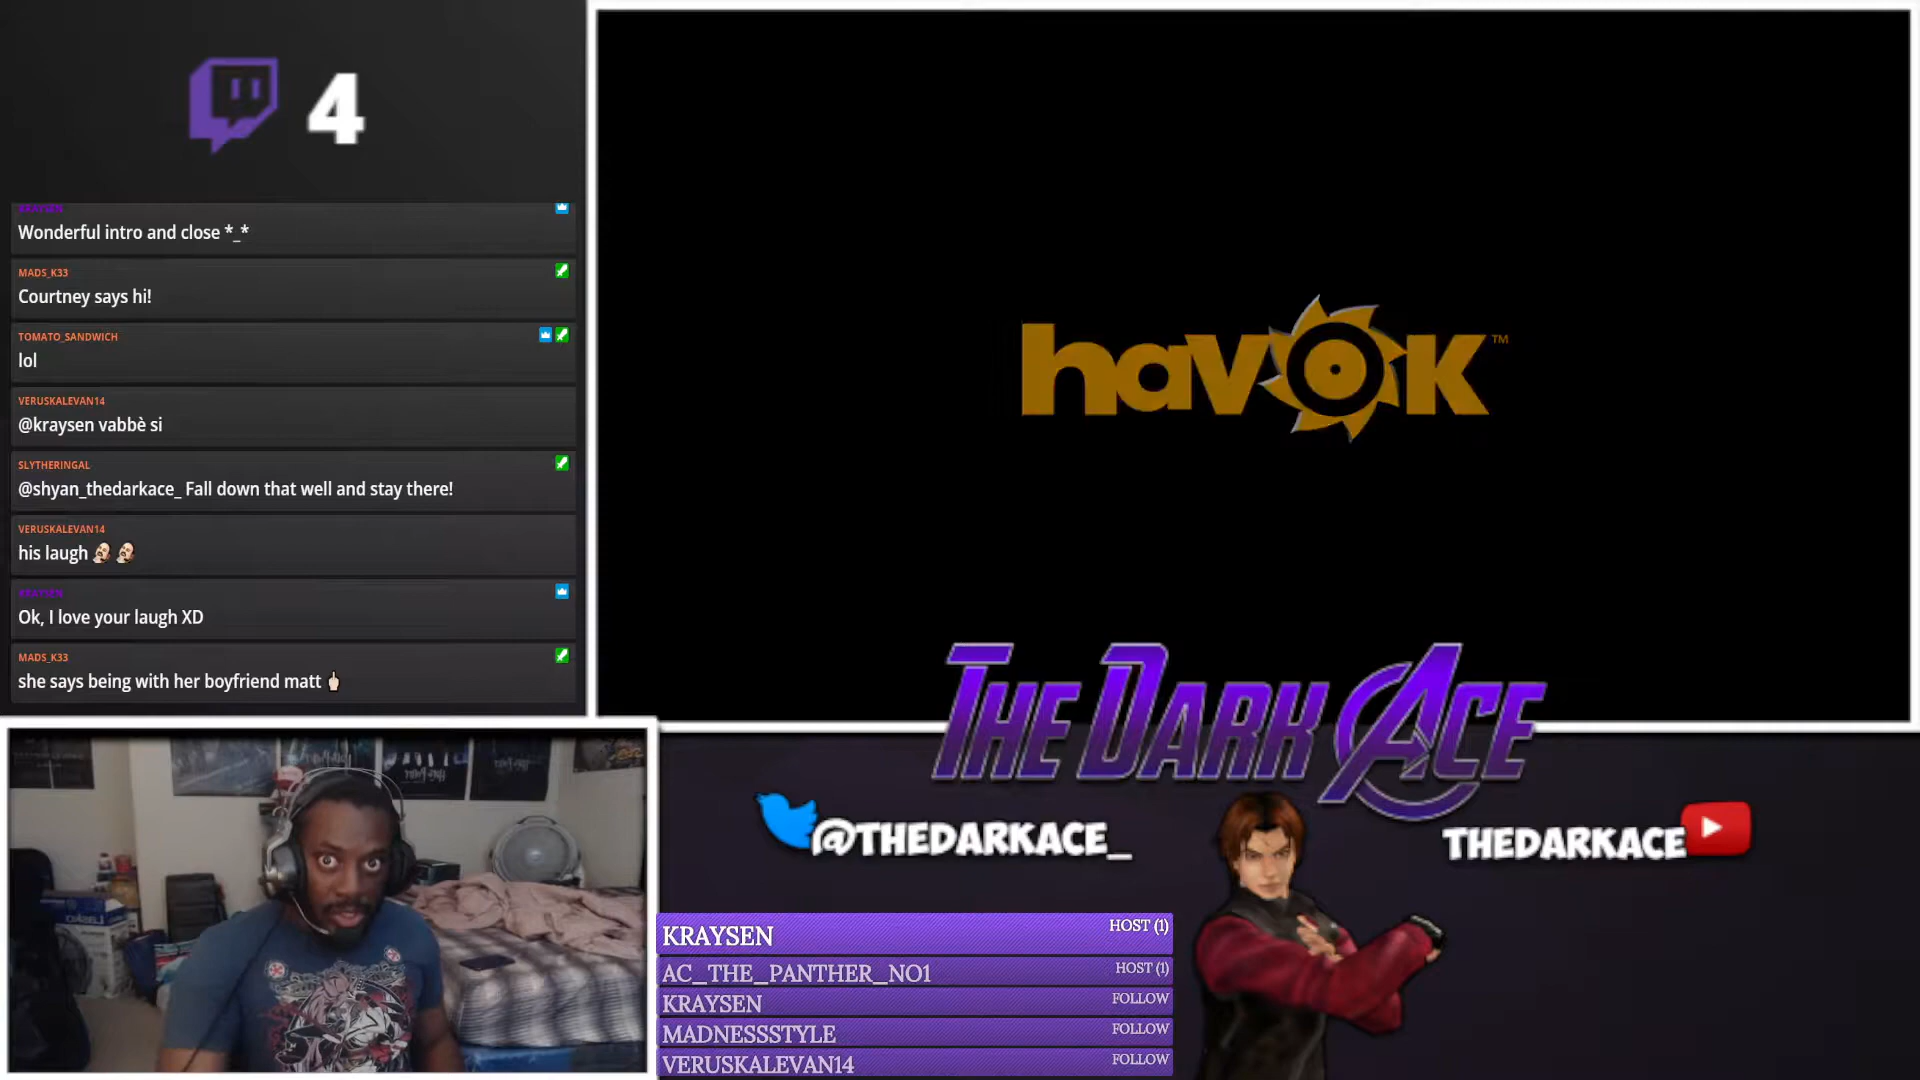 4
KRAYSEN
Wonderful intro and close *_*
MADS_K33
Courtney says hi!
TOMATO_SANDWICH
lol
VERUSKALEVAN14
@kraysen vabbè si
SLYTHERINGAL
@shyan_thedarkace_ Fall down that well and stay there!
VERUSKALEVAN14
his laugh
KRAYSEN
Ok, I love your laugh XD
MADS_K33
she says being with her boyfriend matt
havok™
THE DARK ACE
@THEDARKACE_
THEDARKACE
KRAYSEN HOST (1)
AC_THE_PANTHER_NO1 HOST (1)
KRAYSEN FOLLOW
MADNESSSTYLE FOLLOW
VERUSKALEVAN14 FOLLOW